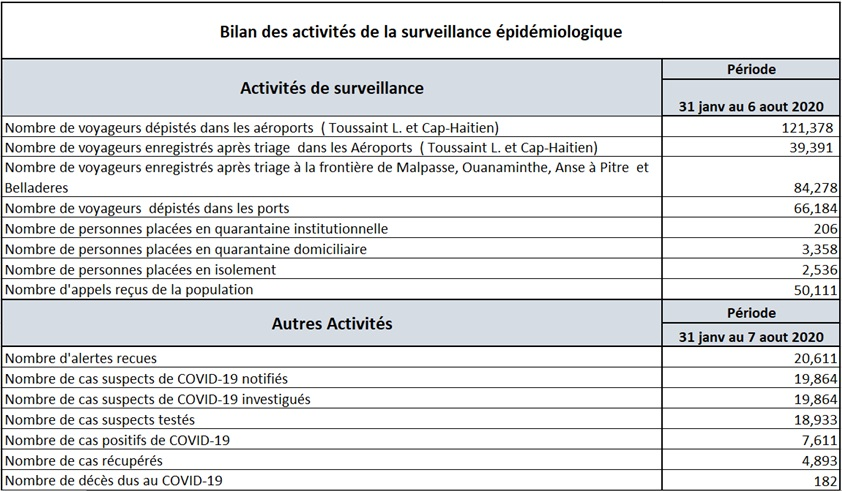 Bilan des activités de la surveillance épidémiologique
Activités de surveillance
Période
31 janv au 6 aout 2020
Nombre de voyageurs dépistés dans les aéroports ( Toussaint L. et Cap-Haitien) 121,378
Nombre de voyageurs enregistrés après triage dans les Aéroports ( Toussaint L. et Cap-Haitien) 39,391
Nombre de voyageurs enregistrés après triage à la frontière de Malpasse, Ouanaminthe, Anse à Pitre et
Belladeres 84,278
Nombre de voyageurs dépistés dans les ports 66,184
Nombre de personnes placées en quarantaine institutionnelle 206
Nombre de personnes placées en quarantaine domiciliaire 3,358
Nombre de personnes placées en isolement 2,536
Nombre d'appels reçus de la population 50,111
Autres Activités
Période
31 janv au 7 aout 2020
Nombre d'alertes recues 20,611
Nombre de cas suspects de COVID-19 notifiés 19,864
Nombre de cas suspects de COVID-19 investigués 19,864
Nombre de cas suspects testés 18,933
Nombre de cas positifs de COVID-19 7,611
Nombre de cas récupérés 4,893
Nombre de décès dus au COVID-19 182